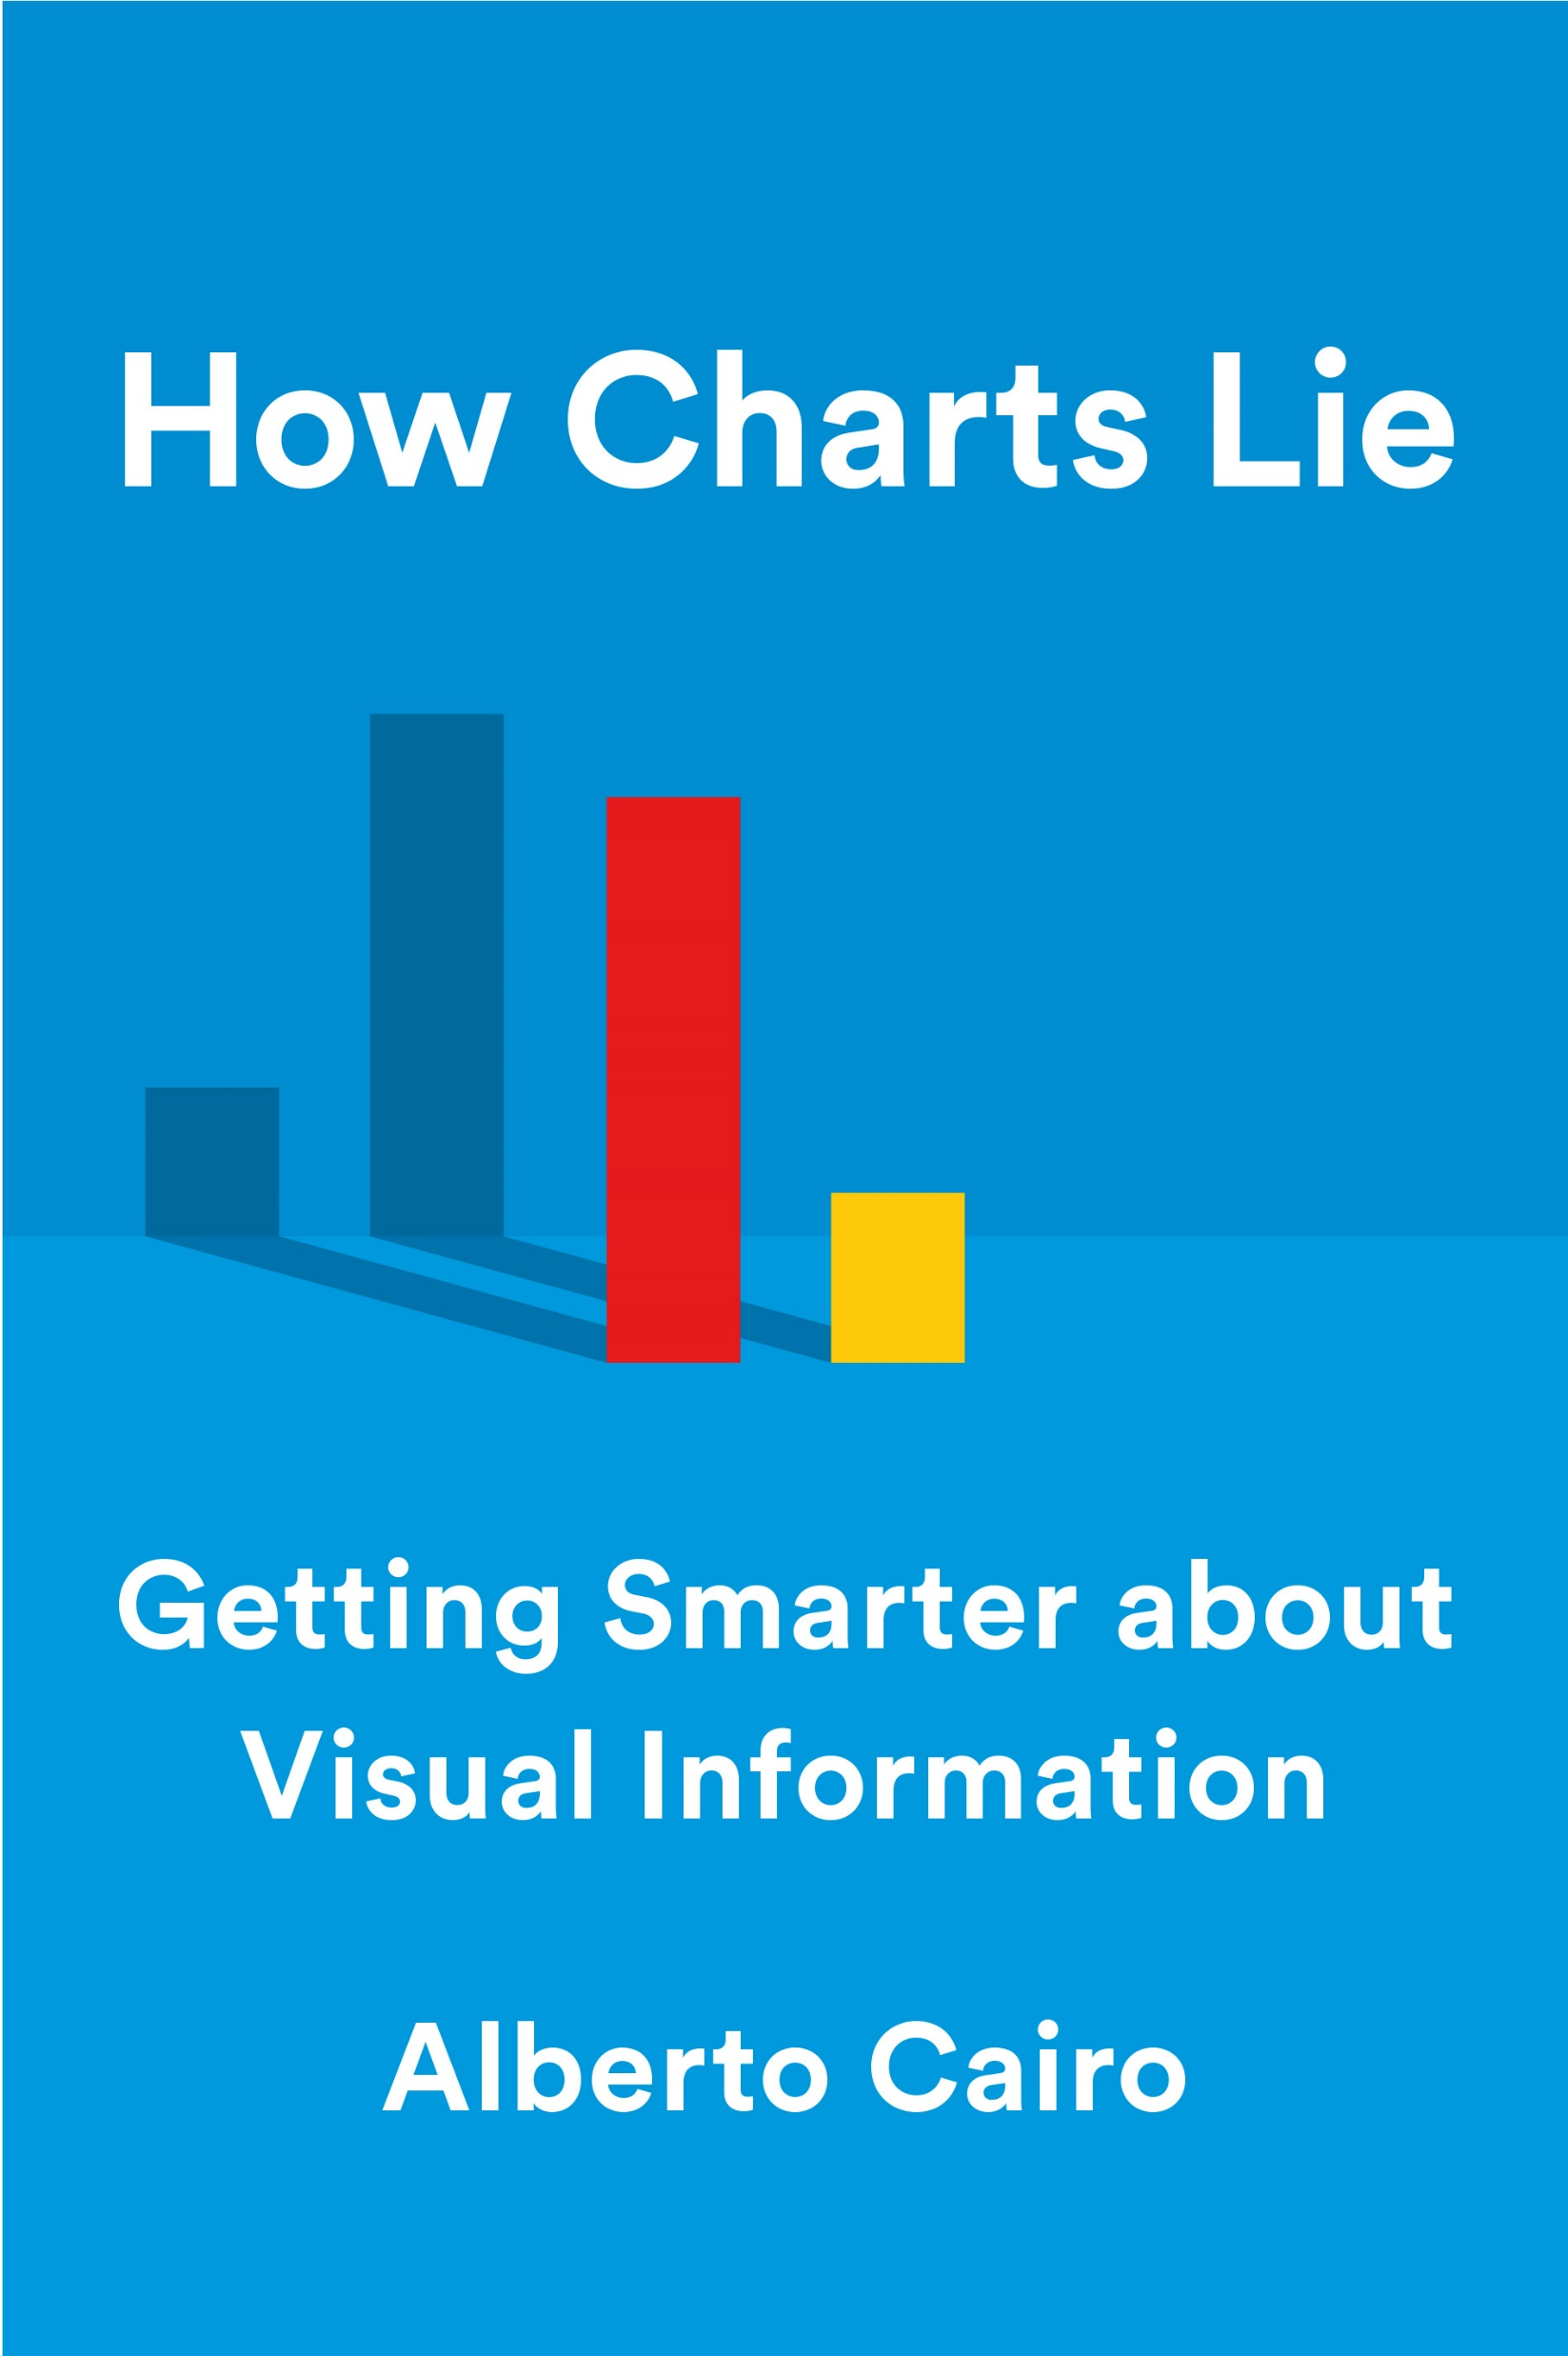 How Charts Lie
Getting Smarter about
Visual Information
Alberto Cairo